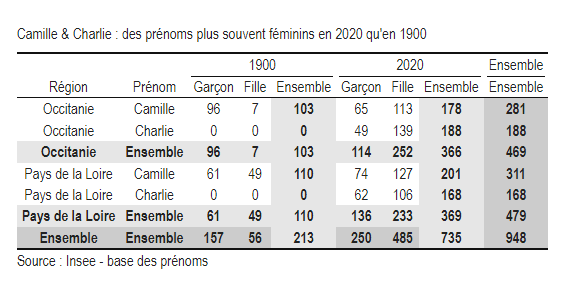 Camille & Charlie : des prénoms plus souvent féminins en 2020 qu'en 1900
1900 2020 Ensemble
Région Prénom Garçon Fille Ensemble Garçon Fille Ensemble Ensemble
Occitanie Camille 96 7 103 65 113 178 281
Occitanie Charlie 0 0 0 49 139 188 188
Occitanie Ensemble 96 7 103 114 252 366 469
Pays de la Loire Camille 61 49 110 74 127 201 311
Pays de la Loire Charlie 0 0 0 62 106 168 168
Pays de la Loire Ensemble 61 49 110 136 233 369 479
Ensemble Ensemble 157 56 213 250 485 735 948
Source : Insee - base des prénoms